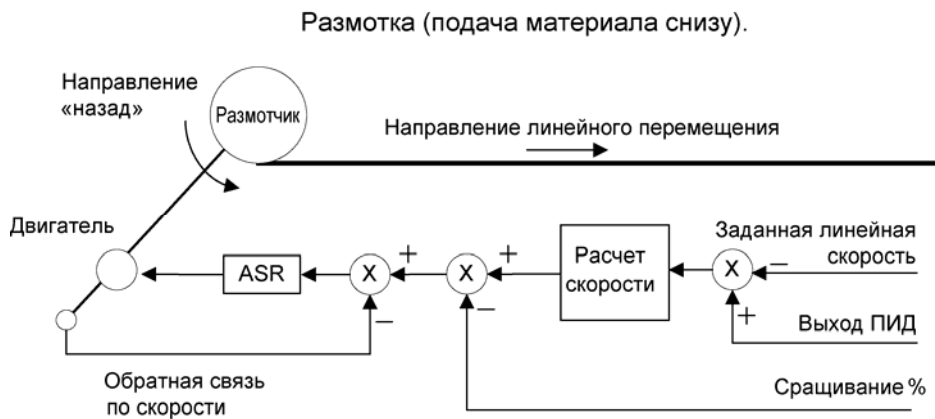 Размотка (подача материала снизу).
Направление
«назад»
Размотчик
Направление линейного перемещения
Двигатель
Заданная линейная
скорость
+
+
–
X
X
X
ASR
Расчет
скорости
–
–
+
Выход ПИД
Обратная связь
по скорости
Сращивание %